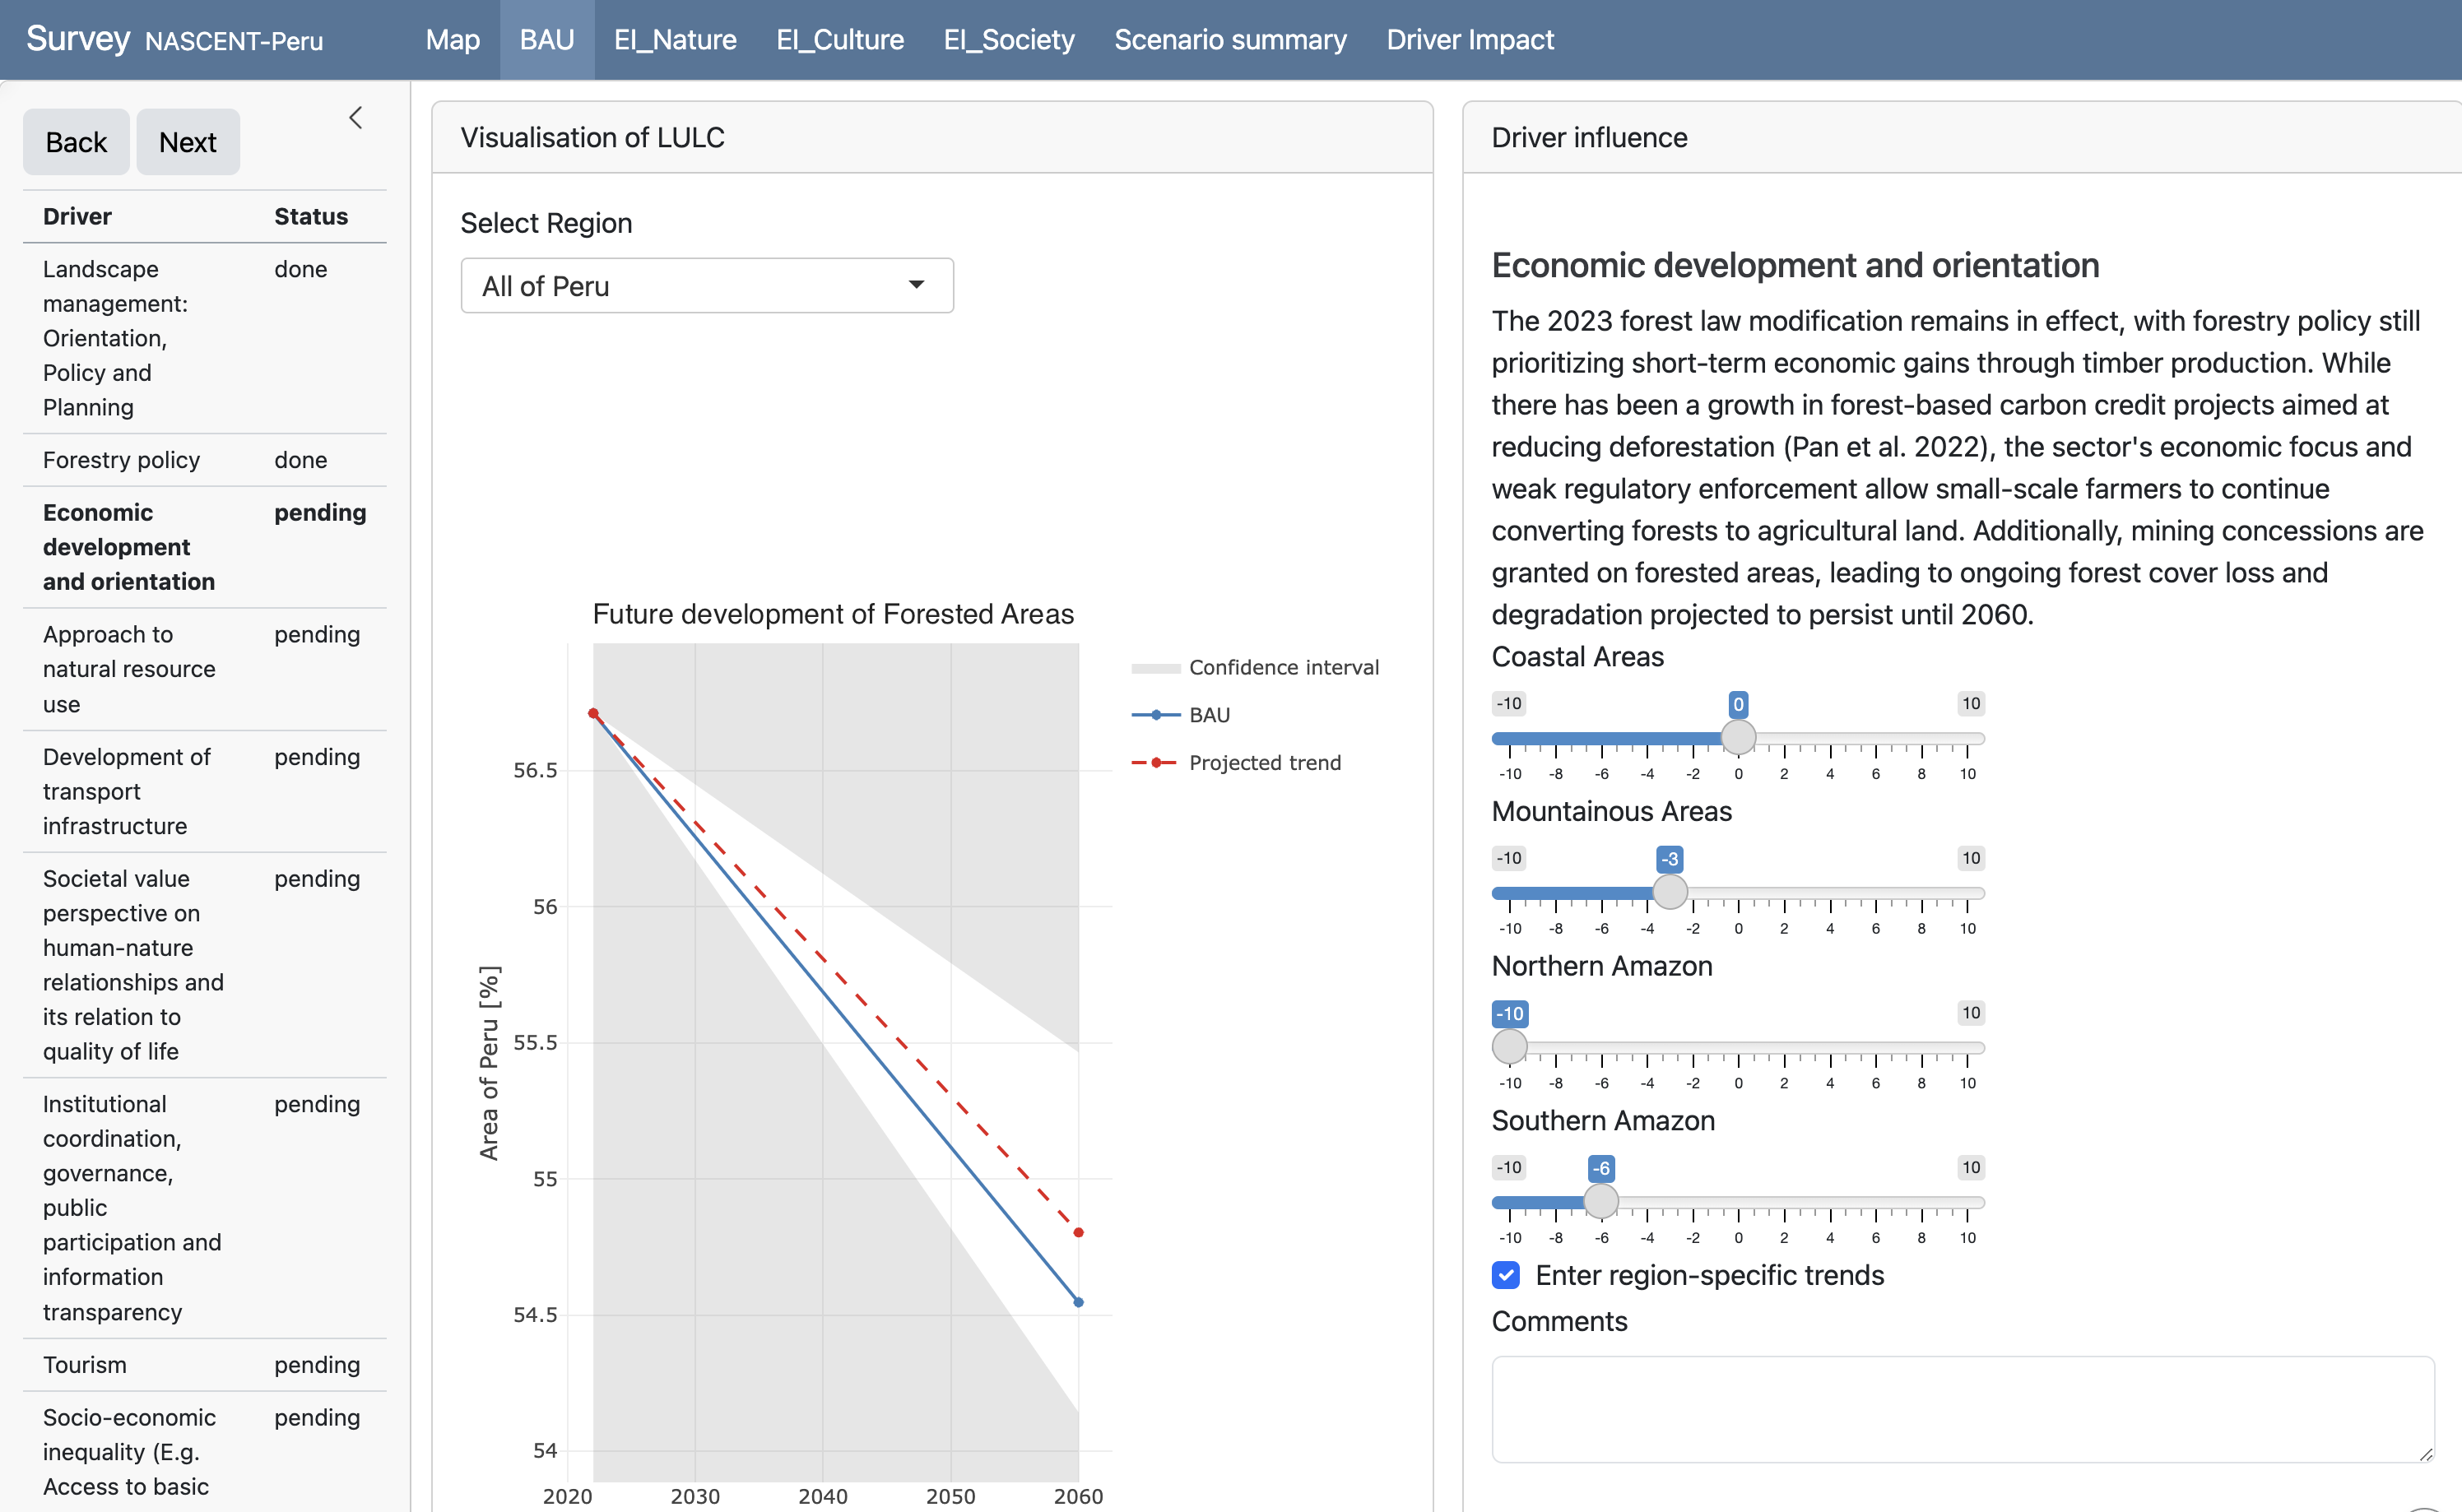 Survey NASCENT-Peru
Map BAU EI_Nature EI_Culture EI_Society Scenario summary Driver Impact
Back Next
Driver Status
Landscape management: Orientation, Policy and Planning done
Forestry policy done
Economic development and orientation pending
Approach to natural resource use pending
Development of transport infrastructure pending
Societal value perspective on human-nature relationships and its relation to quality of life pending
Institutional coordination, governance, public participation and information transparency pending
Tourism pending
Socio-economic inequality (E.g. Access to basic pending
Visualisation of LULC
Select Region
All of Peru
Future development of Forested Areas
Confidence interval
BAU
Projected trend
Area of Peru [%]
56.5
56
55.5
55
54.5
54
2020 2030 2040 2050 2060
Driver influence
Economic development and orientation
The 2023 forest law modification remains in effect, with forestry policy still
prioritizing short-term economic gains through timber production. While
there has been a growth in forest-based carbon credit projects aimed at
reducing deforestation (Pan et al. 2022), the sector's economic focus and
weak regulatory enforcement allow small-scale farmers to continue
converting forests to agricultural land. Additionally, mining concessions are
granted on forested areas, leading to ongoing forest cover loss and
degradation projected to persist until 2060.
Coastal Areas
-10 0 10
-10 -8 -6 -4 -2 0 2 4 6 8 10
Mountainous Areas
-10 -3 10
-10 -8 -6 -4 -2 0 2 4 6 8 10
Northern Amazon
-10 10
-10 -8 -6 -4 -2 0 2 4 6 8 10
Southern Amazon
-10 -6 10
-10 -8 -6 -4 -2 0 2 4 6 8 10
Enter region-specific trends
Comments